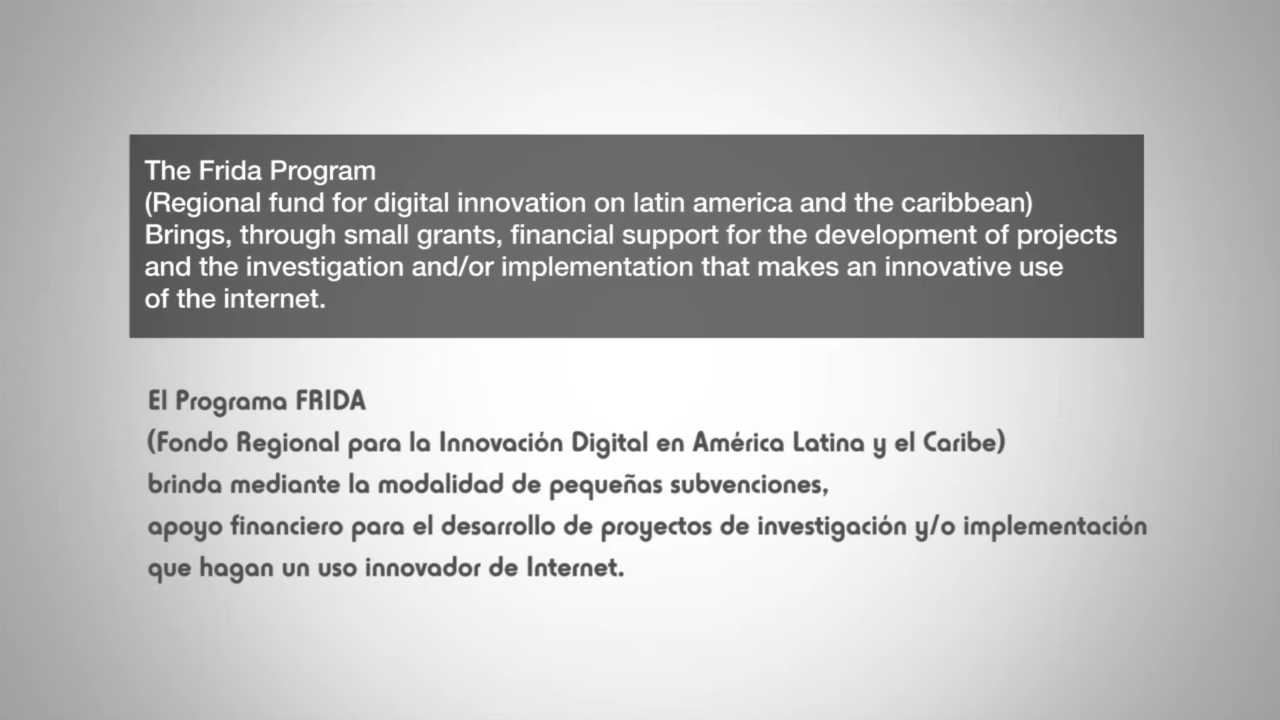 The Frida Program
(Regional fund for digital innovation on latin america and the caribbean)
Brings, through small grants, financial support for the development of projects
and the investigation and/or implementation that makes an innovative use
of the internet.
El Programa FRIDA
(Fondo Regional para la Innovación Digital en América Latina y el Caribe)
brinda mediante la modalidad de pequeñas subvenciones,
apoyo financiero para el desarrollo de proyectos de investigación y/o implementación
que hagan un uso innovador de Internet.